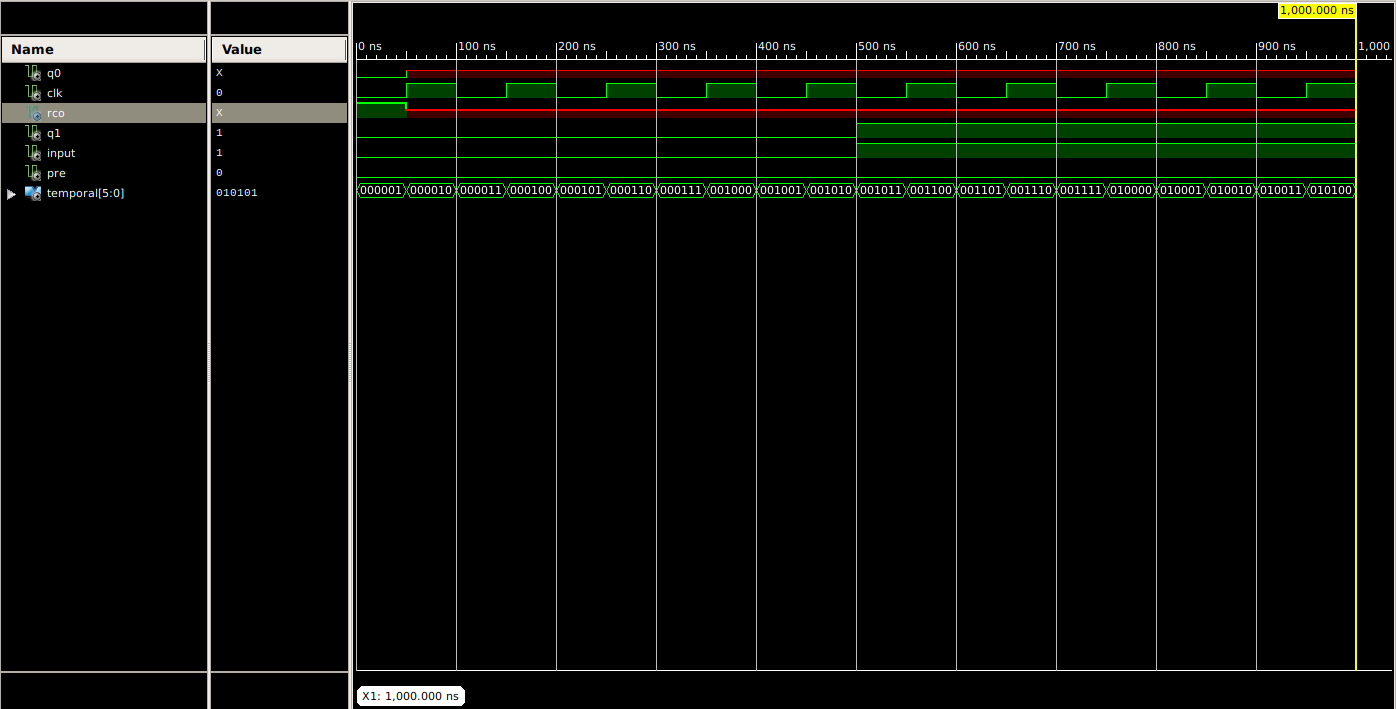 1,000.000 ns
Name Value
0 ns 100 ns 200 ns 300 ns 400 ns 500 ns 600 ns 700 ns 800 ns 900 ns 1,000
q0 X
clk 0
rco X
q1 1
input 1
pre 0
temporal[5:0] 010101 000001 000010 000011 000100 000101 000110 000111 001000 001001 001010 001011 001100 001101 001110 001111 010000 010001 010010 010011 010100
X1: 1,000.000 ns